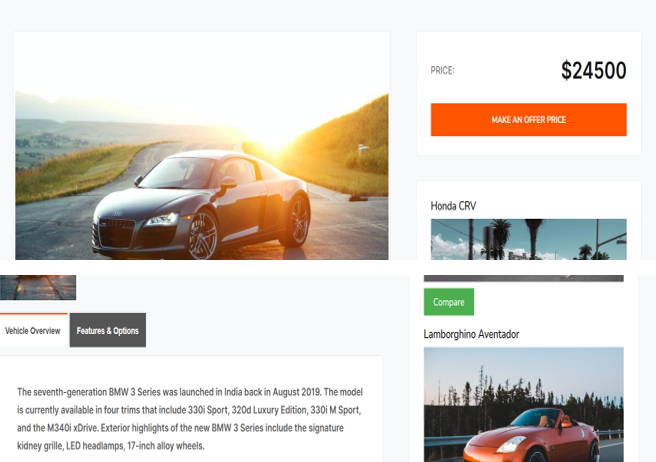 PRICE:
$24500
MAKE AN OFFER PRICE
Honda CRV
Compare
Lamborghino Aventador
Vehicle Overview
Features & Options
The seventh-generation BMW 3 Series was launched in India back in August 2019. The model
is currently available in four trims that include 330i Sport, 320d Luxury Edition, 330i M Sport,
and the M340i xDrive. Exterior highlights of the new BMW 3 Series include the signature
kidney grille, LED headlamps, 17-inch alloy wheels.